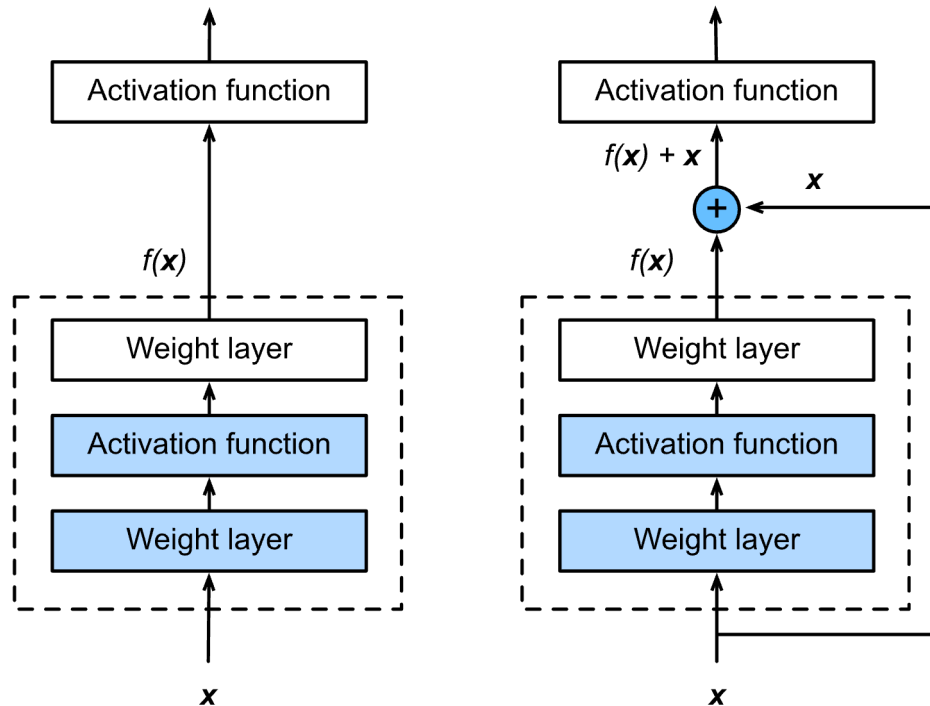 Activation function
f(x)
Weight layer
Activation function
Weight layer
x
Activation function
f(x) + x
x
+
f(x)
Weight layer
Activation function
Weight layer
x